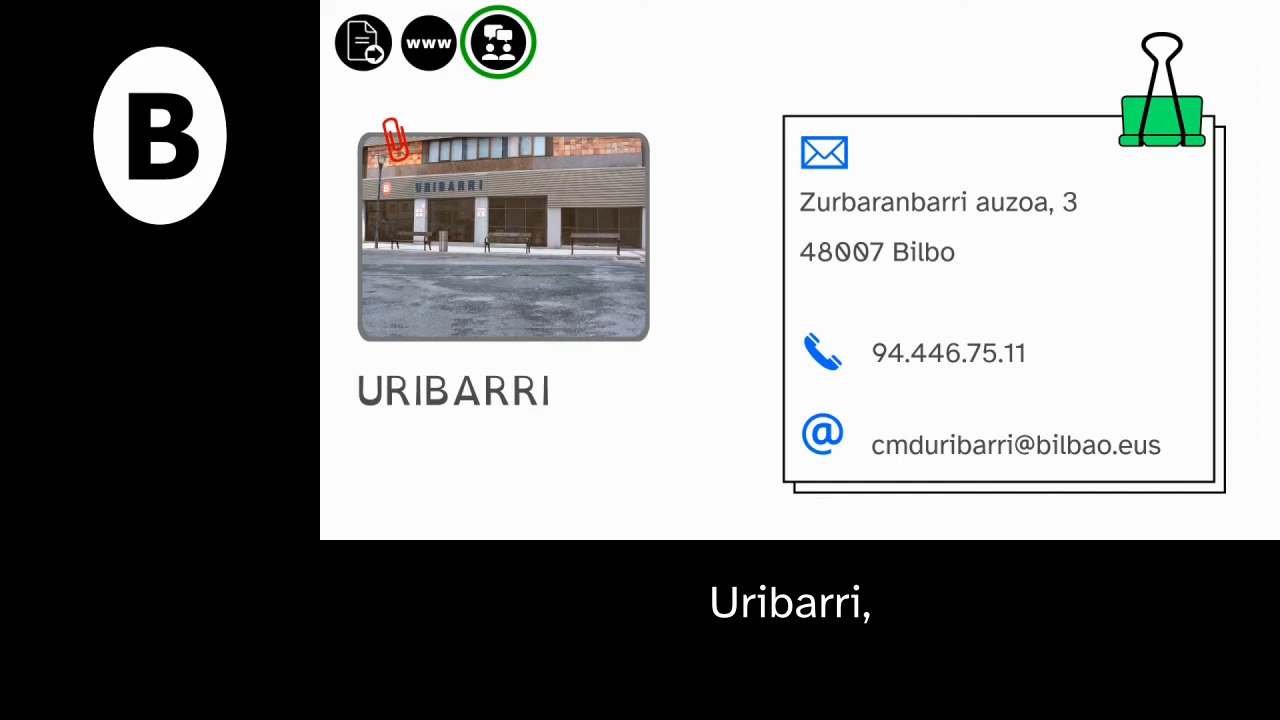 B
www
B URIBARRI
URIBARRI
Zurbaranbarri auzoa, 3
48007 Bilbo
94.446.75.11
@ cmduribarri@bilbao.eus
Uribarri,